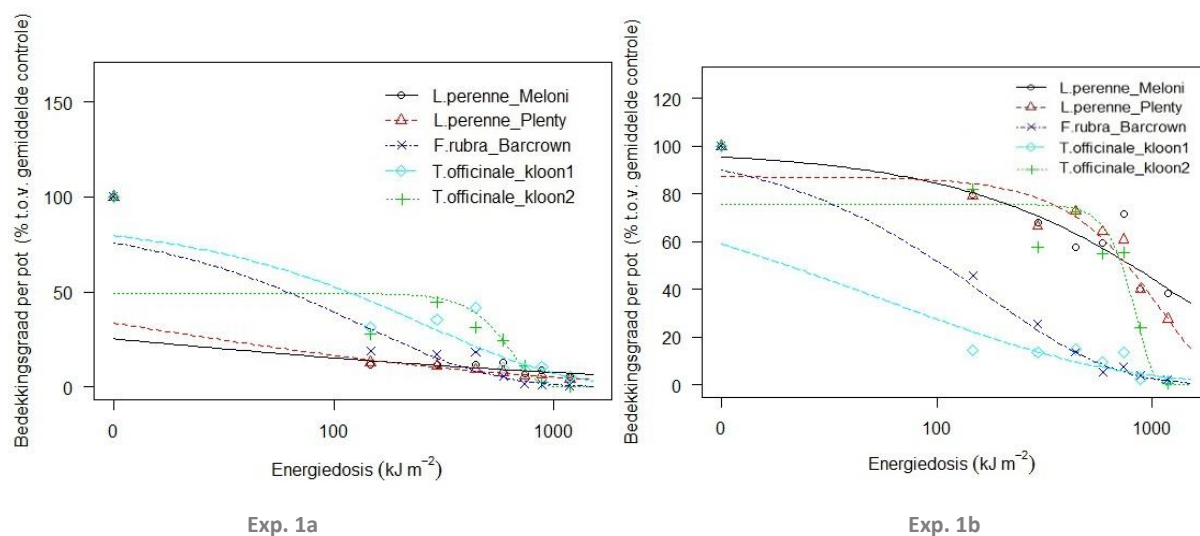 Bedekkingsgraad per pot (% t.o.v. gemiddelde controle)
150
100
50
0
L.perenne_Meloni
L.perenne_Plenty
F.rubra_Barcrown
T.officinale_kloon1
T.officinale_kloon2
0
100
1000
Energiedosis (kJ m⁻²)
Exp. 1a
Bedekkingsgraad per pot (% t.o.v. gemiddelde controle)
120
100
80
60
40
20
0
L.perenne_Meloni
L.perenne_Plenty
F.rubra_Barcrown
T.officinale_kloon1
T.officinale_kloon2
0
100
1000
Energiedosis (kJ m⁻²)
Exp. 1b